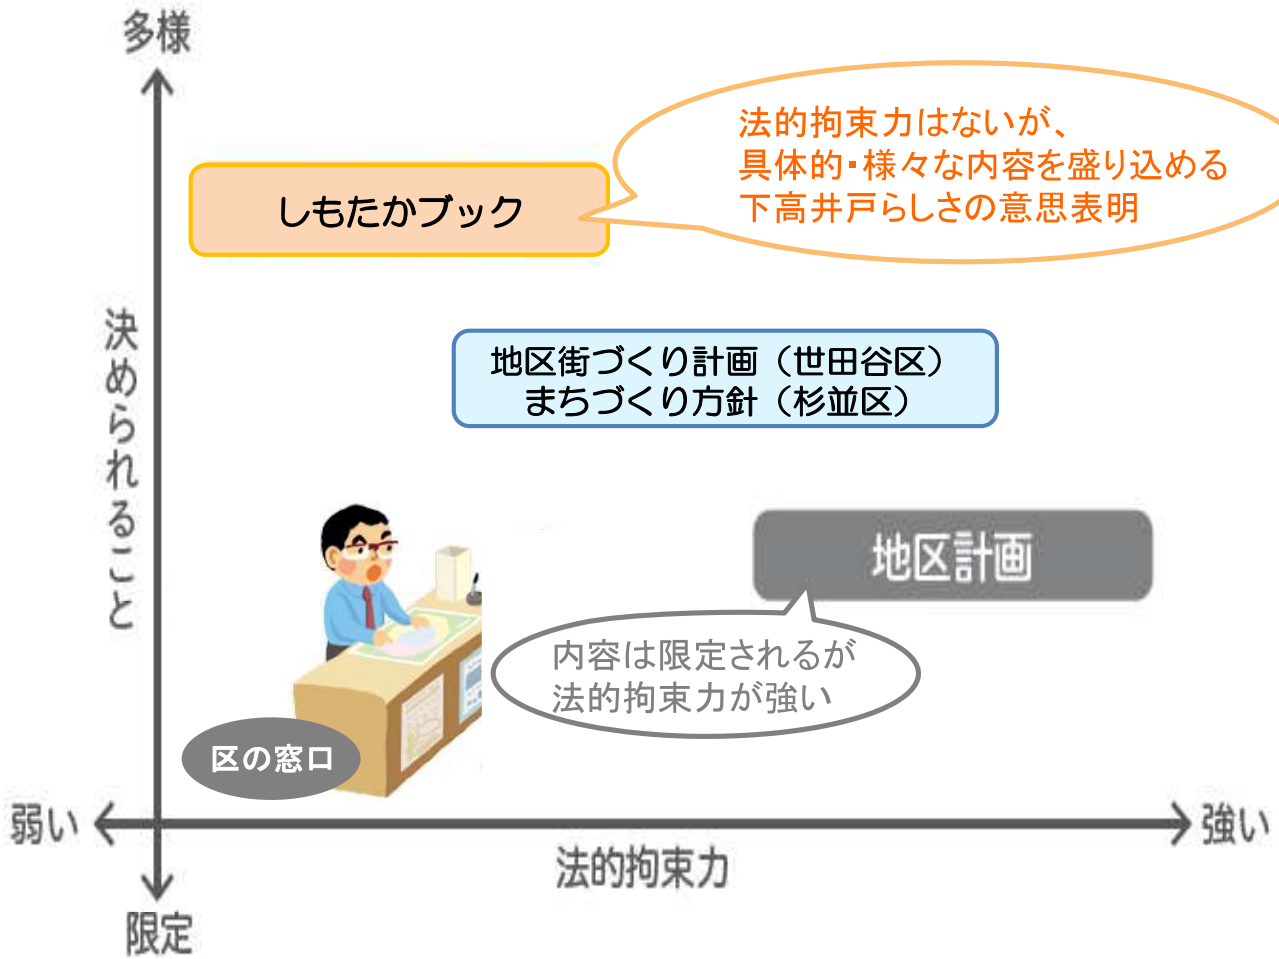 多様
法的拘束力はないが、
具体的・様々な内容を盛り込める
下高井戸らしさの意思表明
しもたかブック
決められること
地区街づくり計画（世田谷区）
まちづくり方針（杉並区）
地区計画
内容は限定されるが
法的拘束力が強い
区の窓口
弱い
強い
法的拘束力
限定